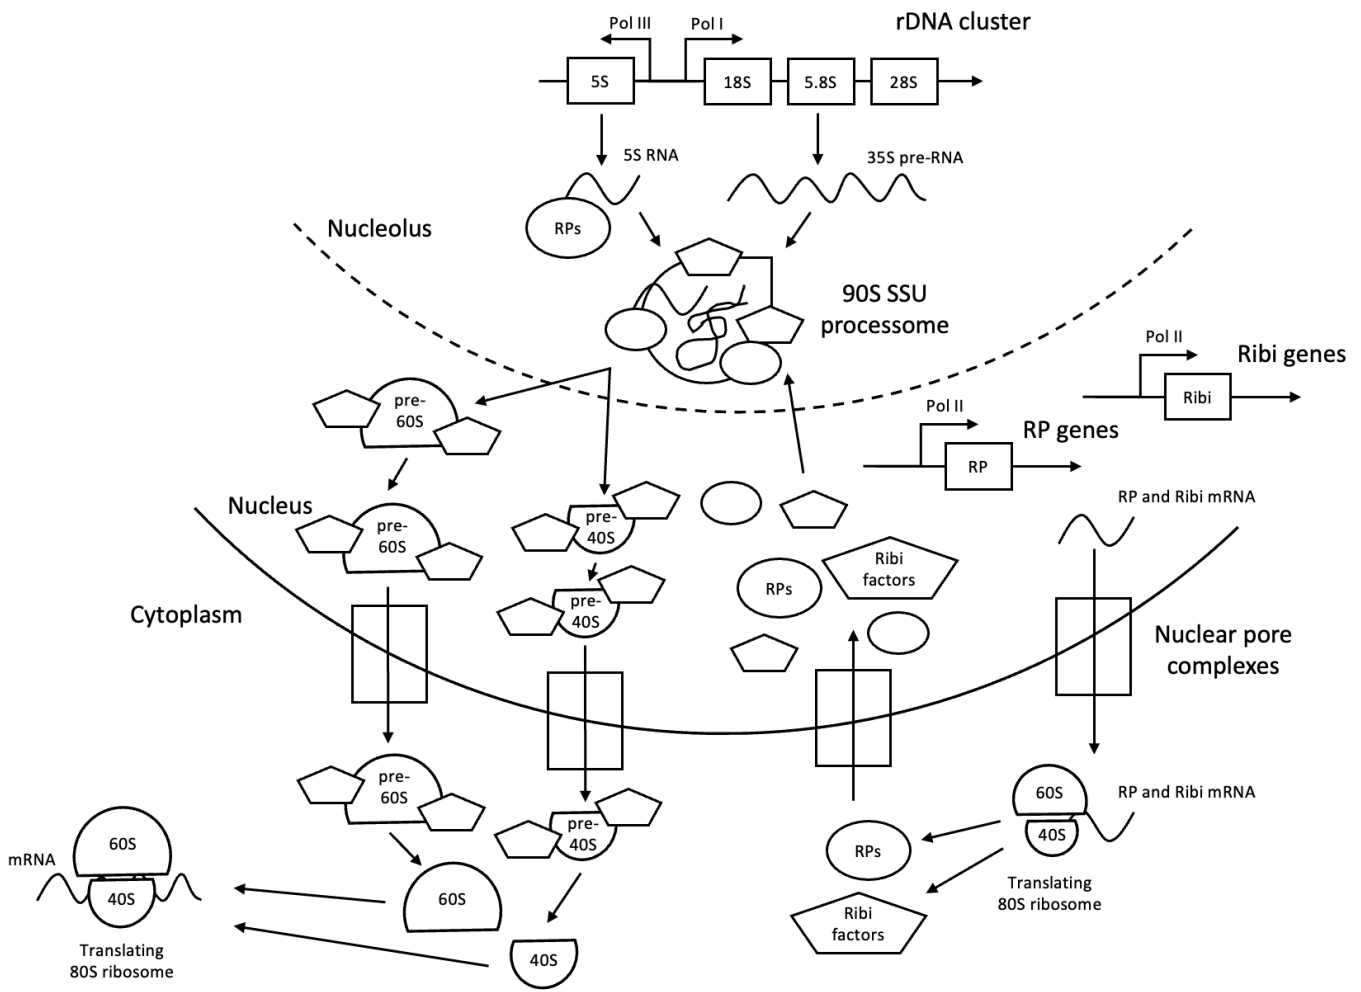 Pol III
Pol I
rDNA cluster
5S
18S
5.8S
28S
5S RNA
35S pre-RNA
RPs
Nucleolus
90S SSU
processome
Pol II
Ribi genes
Ribi
Pol II
RP genes
RP
pre-
60S
Nucleus
pre-
60S
pre-
40S
RP and Ribi mRNA
Ribi
factors
RPs
pre-
40S
Cytoplasm
Nuclear pore
complexes
pre-
60S
pre-
40S
60S
40S
RP and Ribi mRNA
RPs
Translating
80S ribosome
Ribi
factors
mRNA
60S
40S
Translating
80S ribosome
60S
40S